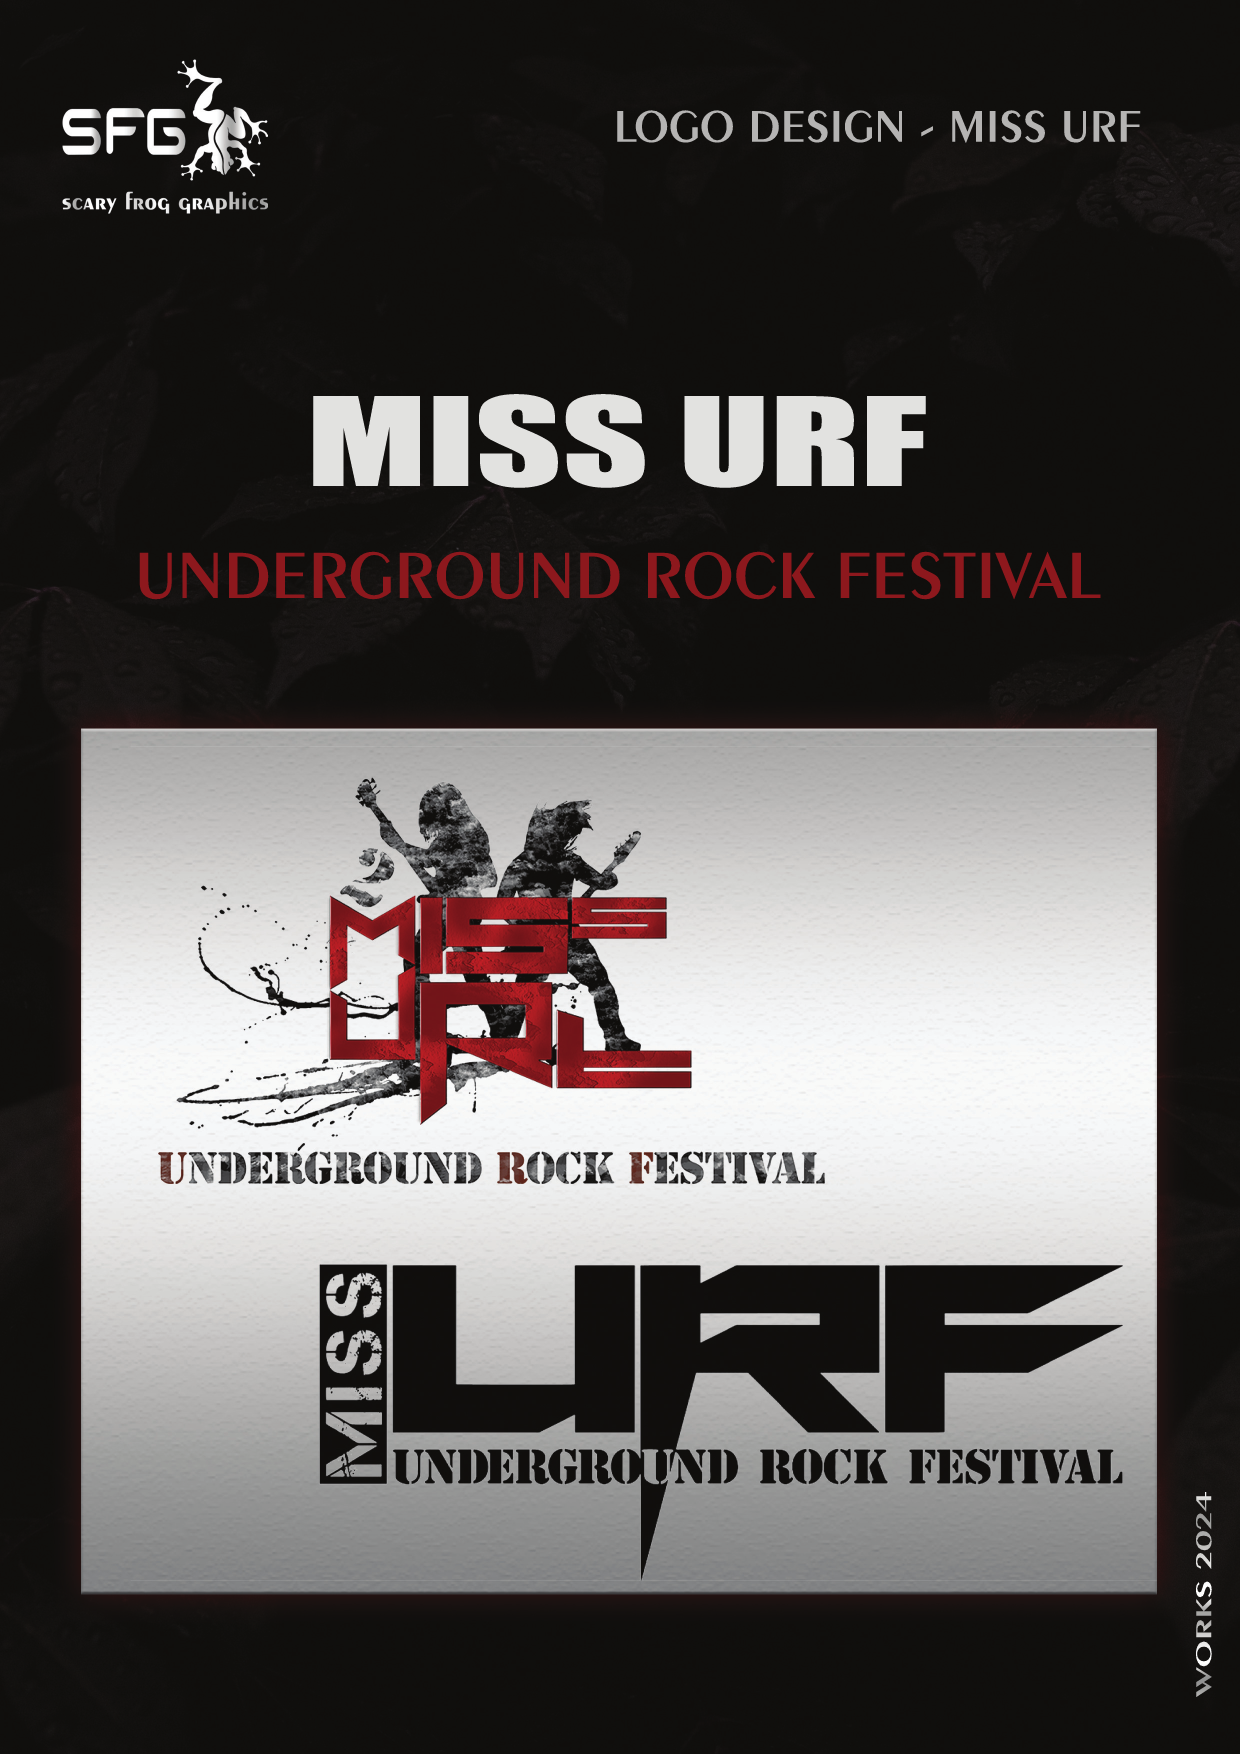 SFG
scary frog graphics
LOGO DESIGN - MISS URF
MISS URF
UNDERGROUND ROCK FESTIVAL
2
MISS
URF
UNDERGROUND ROCK FESTIVAL
MISS
URF
UNDERGROUND ROCK FESTIVAL
WORKS 2024